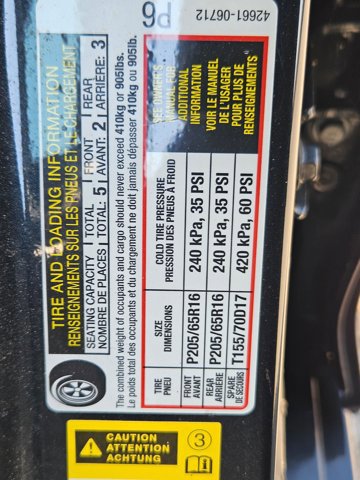 42661-06712
P6
TIRE AND LOADING INFORMATION
RENSEIGNEMENTS SUR LES PNEUS ET LE CHARGEMENT
SEATING CAPACITY TOTAL 5 FRONT 2 REAR 3
NOMBRE DE PLACES TOTAL AVANT ARRIÈRE
The combined weight of occupants and cargo should never exceed 410kg or 905lb.
Le poids total des occupants et du chargement ne doit jamais dépasser 410kg ou 905lb.
TIRE SIZE COLD TIRE PRESSURE
PNEU DIMENSIONS PRESSION DES PNEUS À FROID
FRONT P205/65R16 240 kPa, 35 PSI
AVANT
REAR P205/65R16 240 kPa, 35 PSI
ARRIÈRE
SPARE T155/70D17 420 kPa, 60 PSI
DE SECOURS
SEE OWNER'S
MANUAL FOR
ADDITIONAL
INFORMATION
VOIR LE MANUEL
DE L'USAGER
POUR PLUS DE
RENSEIGNEMENTS
CAUTION
ATTENTION
ACHTUNG
3